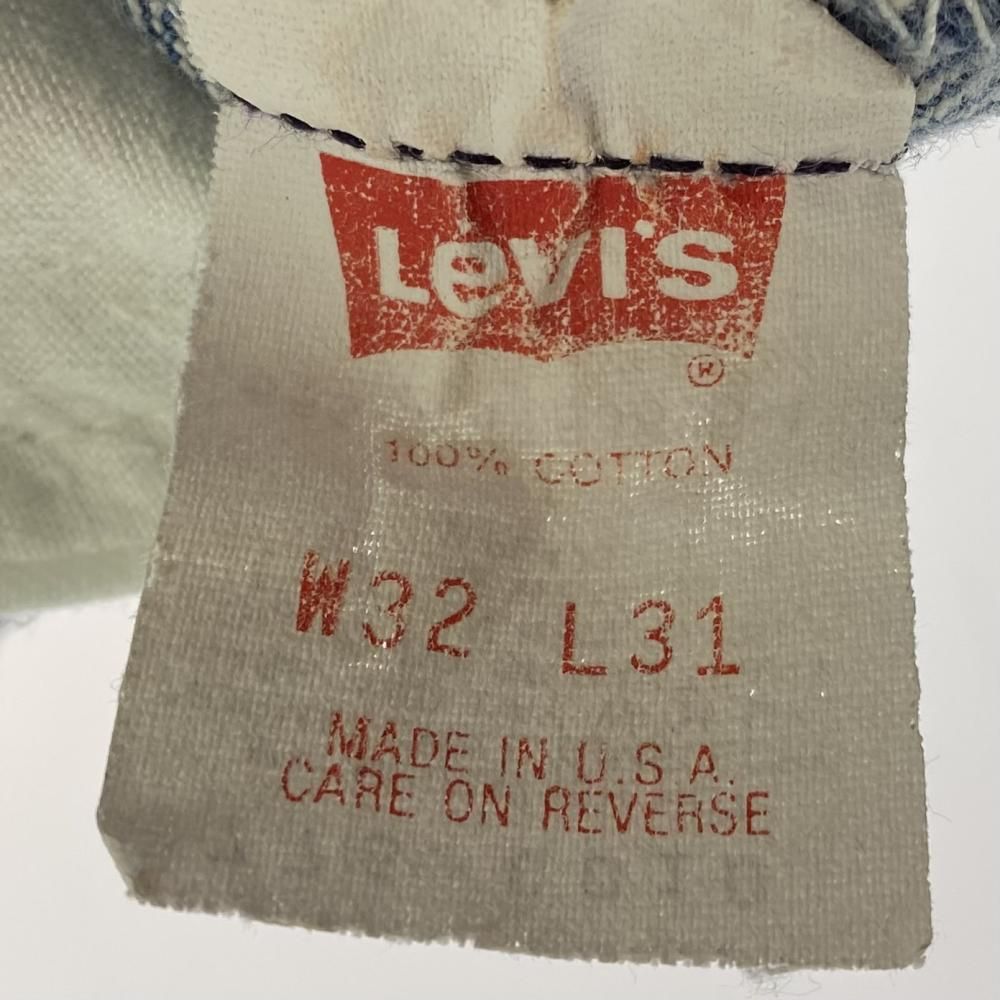 Levi's
®
100% COTTON
W32 L31
MADE IN U.S.A.
CARE ON REVERSE